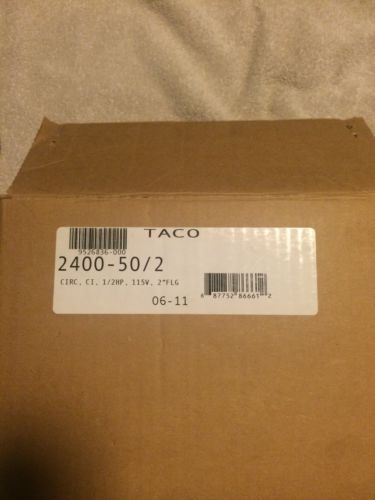 TACO
9526836-000
2400-50/2
CIRC, CI, 1/2HP, 115V, 2"FLG
06-11
8 87752 86661 2